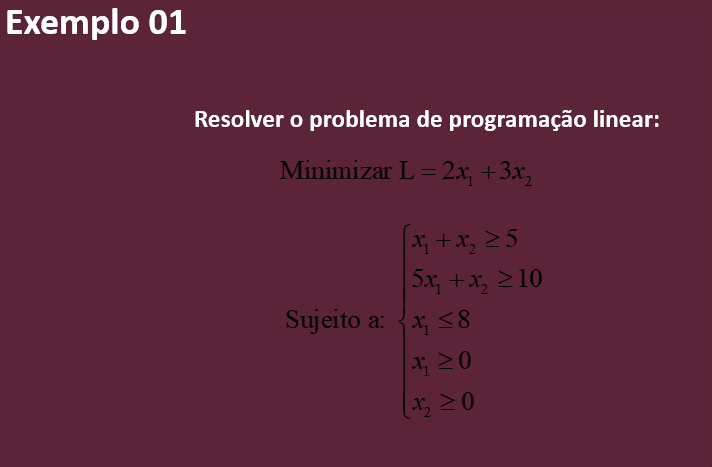 Exemplo 01
Resolver o problema de programação linear:
Minimizar L = 2x₁ + 3x₂
x₁ + x₂ ≥ 5
5x₁ + x₂ ≥ 10
Sujeito a: x₁ ≤ 8
x₁ ≥ 0
x₂ ≥ 0